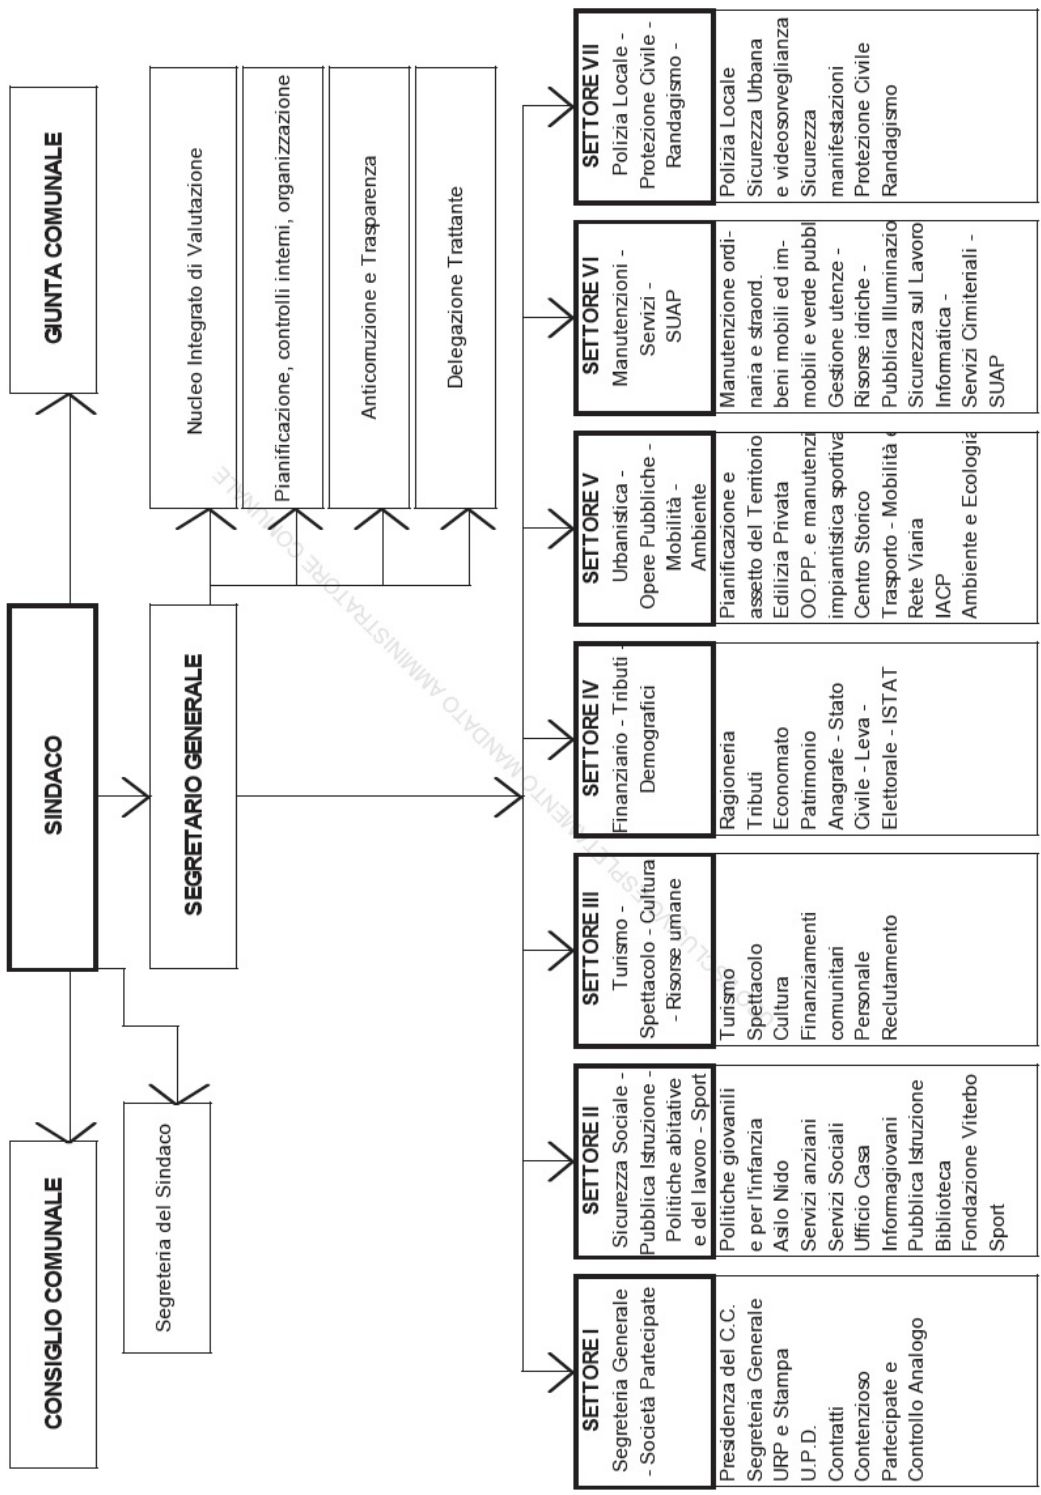 CONSIGLIO COMUNALE
SINDACO
GIUNTA COMUNALE
Segreteria del Sindaco
SEGRETARIO GENERALE
Nucleo Integrato di Valutazione
Pianificazione, controlli interni, organizzazione
Anticorruzione e Trasparenza
Delegazione Trattante
SETTORE I
Segreteria Generale
- Società Partecipate
Presidenza del C.C.
Segreteria Generale
URP e Stampa
U.P.D.
Contratti
Contenzioso
Partecipate e
Controllo Analogo
SETTORE II
Sicurezza Sociale -
Pubblica Istruzione -
Politiche abitative
e del lavoro - Sport
Politiche giovanili
e per l'infanzia
Asilo Nido
Servizi anziani
Servizi Sociali
Ufficio Casa
Informagiovani
Pubblica Istruzione
Biblioteca
Fondazione Viterbo
Sport
SETTORE III
Turismo -
Spettacolo - Cultura
- Risorse umane
Turismo
Spettacolo
Cultura
Finanziamenti
comunitari
Personale
Reclutamento
SETTORE IV
Finanziario - Tributi -
Demografici
Ragioneria
Tributi
Economato
Patrimonio
Anagrafe - Stato
Civile - Leva -
Elettorale - ISTAT
SETTORE V
Urbanistica -
Opere Pubbliche -
Mobilità -
Ambiente
Pianificazione e
assetto del Territorio
Edilizia Privata
OO.PP. e manutenzi
impiantistica sportiva
Centro Storico
Trasporto - Mobilità e
Rete Viaria
IACP
Ambiente e Ecologia
SETTORE VI
Manutenzioni -
Servizi -
SUAP
Manutenzione ordi-
naria e straord.
beni mobili ed im-
mobili e verde pubbl
Gestione utenze -
Risorse idriche -
Pubblica Illuminazio
Sicurezza sul Lavoro
Informatica -
Servizi Cimiteriali -
SUAP
SETTORE VII
Polizia Locale -
Protezione Civile -
Randagismo -
Polizia Locale
Sicurezza Urbana
e videosorveglianza
Sicurezza
manifestazioni
Protezione Civile
Randagismo
ESPLETAMENTO MANDATO AMMINISTRATORE COMUNALE